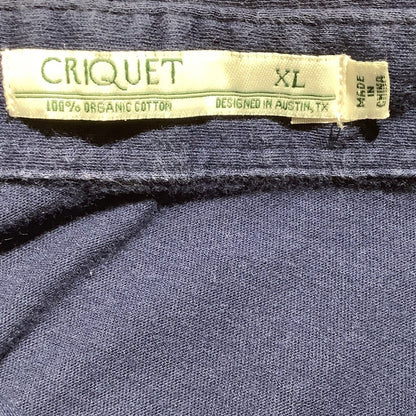 CRIQUET XL
100% ORGANIC COTTON DESIGNED IN AUSTIN, TX
MADE
IN
CHINA